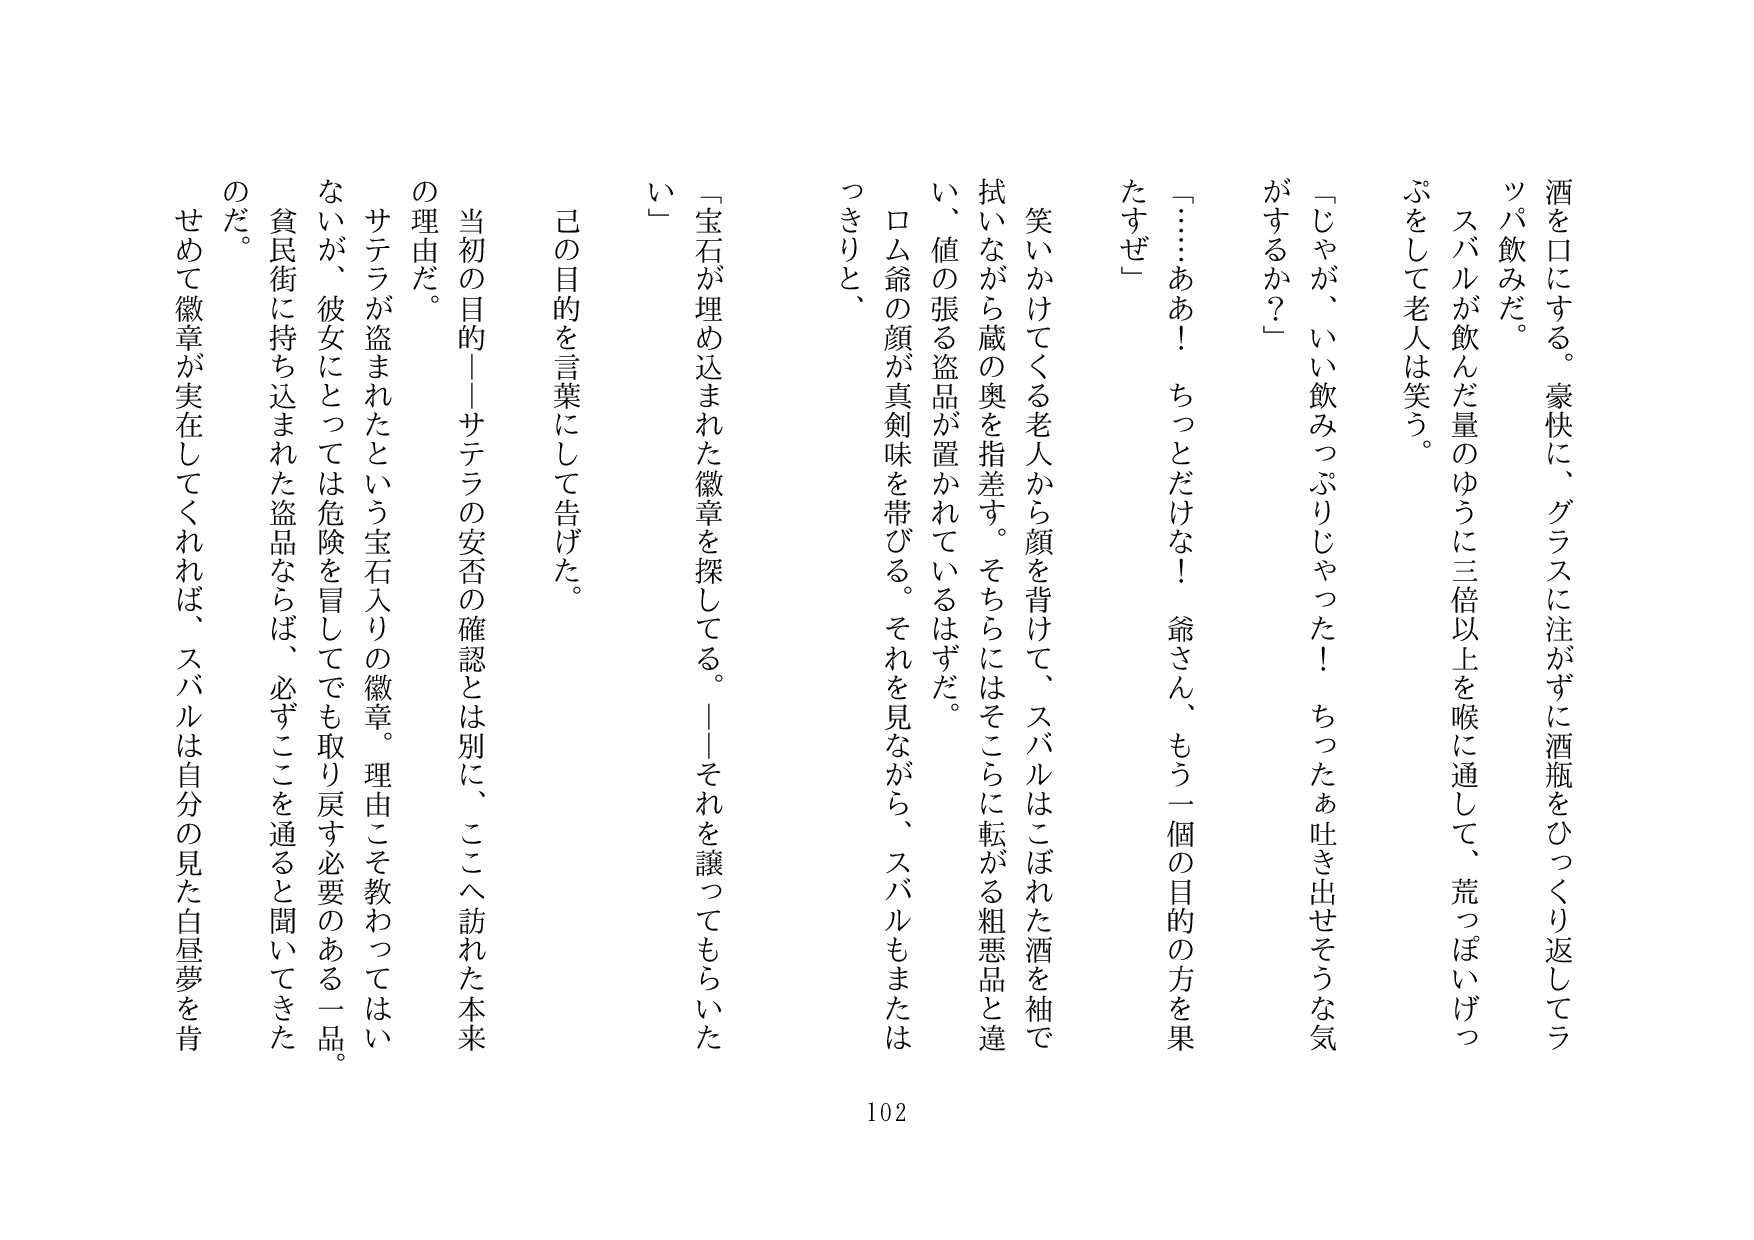 酒を口にする。豪快に、グラスに注がずに酒瓶をひっくり返してラ
ッパ飲みだ。
　スバルが飲んだ量のゆうに三倍以上を喉に通して、荒っぽいげっ
ぷをして老人は笑う。
「じゃが、いい飲みっぷりじゃった！　ちったぁ吐き出せそうな気
がするか？」
「……ああ！　ちっとだけな！　爺さん、もう一個の目的の方を果
たすぜ」
　笑いかけてくる老人から顔を背けて、スバルはこぼれた酒を袖で
拭いながら蔵の奥を指差す。そちらにはそこらに転がる粗悪品と違
い、値の張る盗品が置かれているはずだ。
　ロム爺の顔が真剣味を帯びる。それを見ながら、スバルもまたは
っきりと、
「宝石が埋め込まれた徽章を探してる。――それを譲ってもらいた
い」
　己の目的を言葉にして告げた。
　当初の目的――サテラの安否の確認とは別に、ここへ訪れた本来
の理由だ。
　サテラが盗まれたという宝石入りの徽章。理由こそ教わってはい
ないが、彼女にとっては危険を冒してでも取り戻す必要のある一品。
　貧民街に持ち込まれた盗品ならば、必ずここを通ると聞いてきた
のだ。
　せめて徽章が実在してくれれば、スバルは自分の見た白昼夢を肯
102